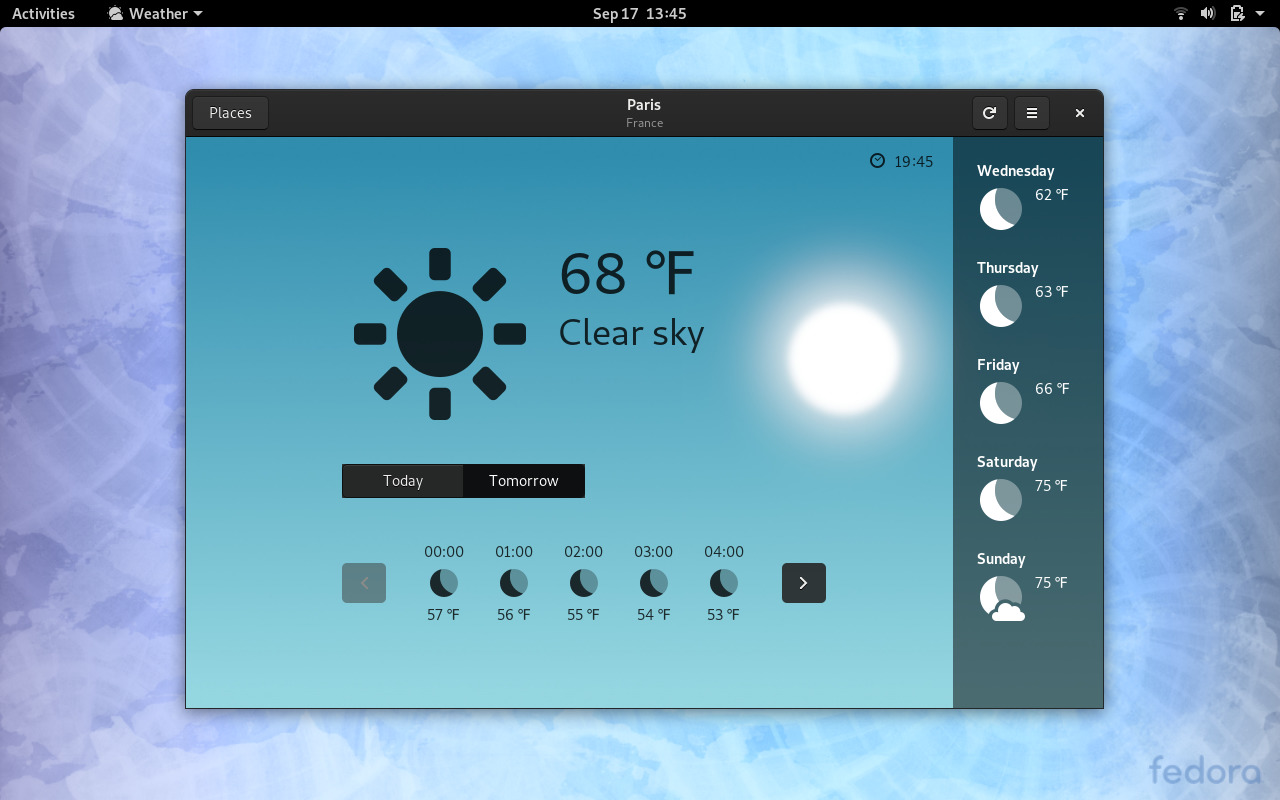 Activities Weather Sep 17 13:45
Places Paris
France
19:45
68 °F
Clear sky
Today Tomorrow
00:00 01:00 02:00 03:00 04:00
57 °F 56 °F 55 °F 54 °F 53 °F
Wednesday
62 °F
Thursday
63 °F
Friday
66 °F
Saturday
75 °F
Sunday
75 °F
fedora